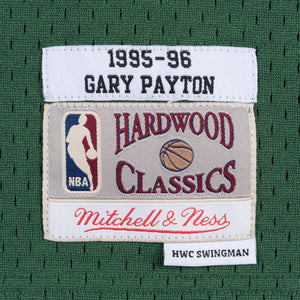 1995-96
GARY PAYTON
HARDWOOD
CLASSICS
NBA
Mitchell & Ness
HWC SWINGMAN